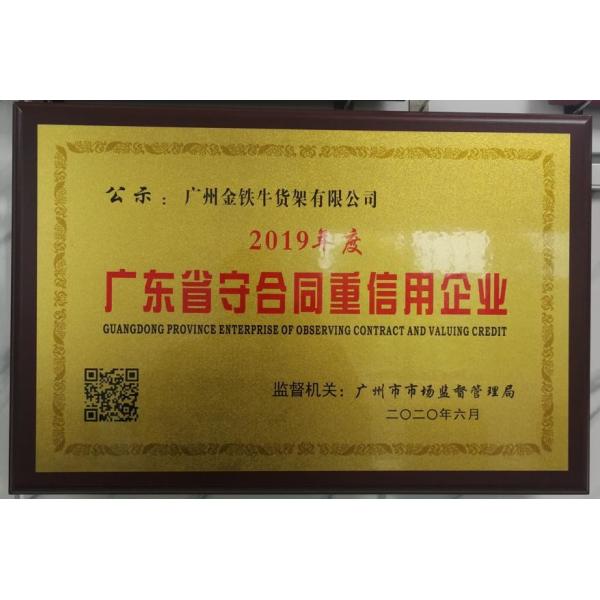 公示：广州金铁牛货架有限公司
2019年度
广东省守合同重信用企业
GUANGDONG PROVINCE ENTERPRISE OF OBSERVING CONTRACT AND VALUING CREDIT
监督机关：广州市市场监督管理局
二〇二〇年六月